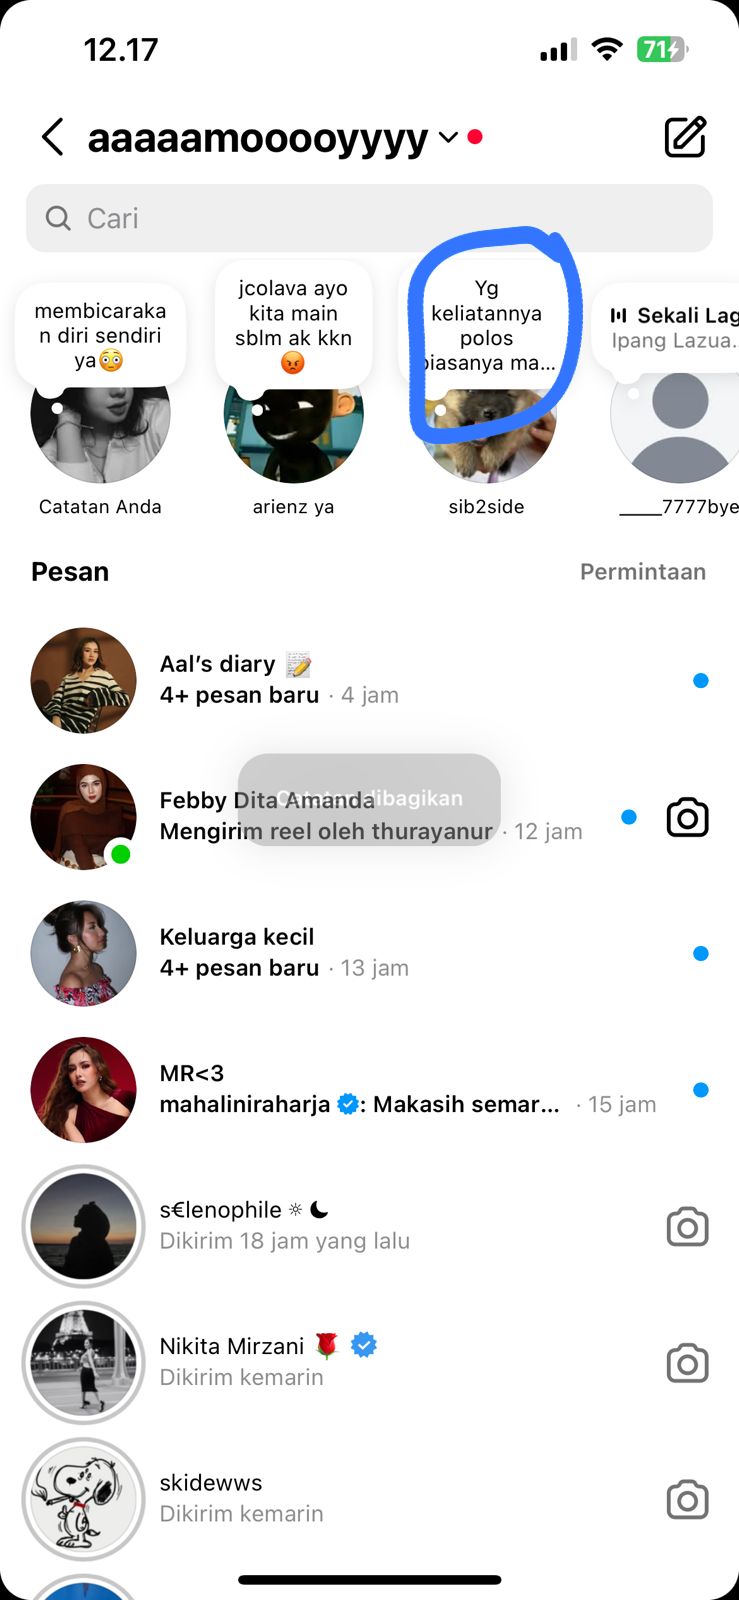 12.17
71
aaaaamooooyyyy
Cari
membicaraka
n diri sendiri
ya😳
jcolava ayo
kita main
sblm ak kkn
😡
Yg
keliatannya
polos
biasanya ma...
Sekali Lag
Ipang Lazua...
Catatan Anda
arienz ya
sib2side
____7777bye
Pesan
Permintaan
Aal's diary 📝
4+ pesan baru · 4 jam
Febby Dita Amanda
Catatan dibagikan
Mengirim reel oleh thurayanur · 12 jam
Keluarga kecil
4+ pesan baru · 13 jam
MR<3
mahaliniraharja : Makasih semar... · 15 jam
s€lenophile ☼ ⏾
Dikirim 18 jam yang lalu
Nikita Mirzani 🌹
Dikirim kemarin
skidewws
Dikirim kemarin